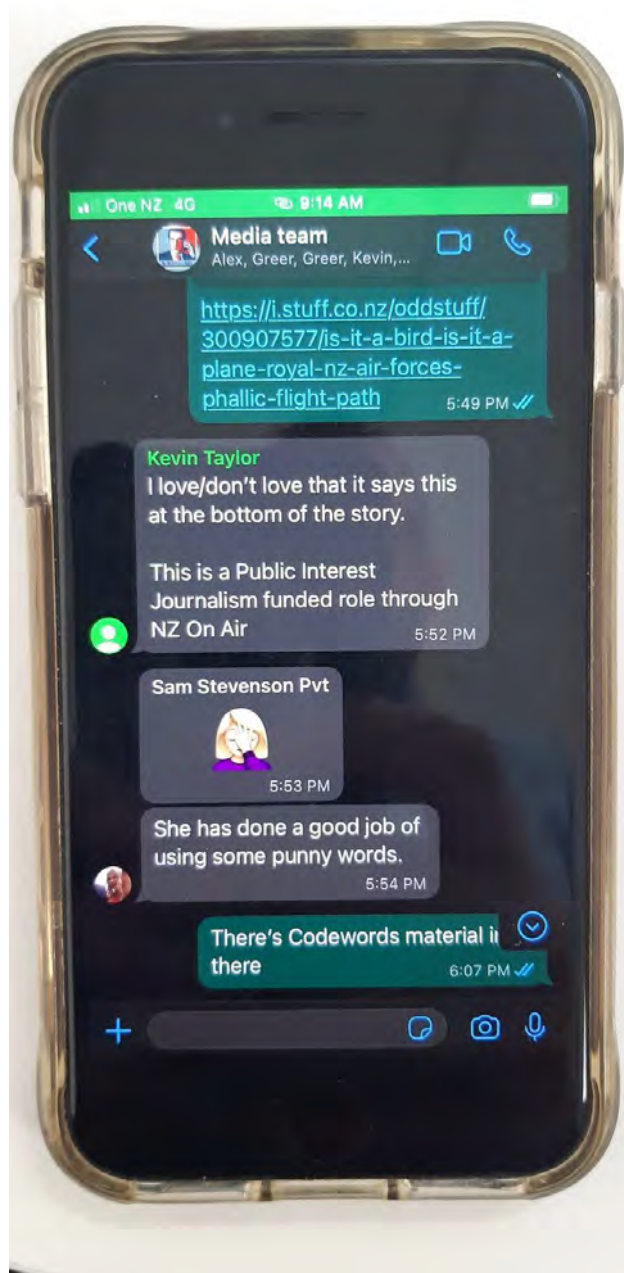 One NZ 4G 9:14 AM
Media team
Alex, Greer, Greer, Kevin,...
https://i.stuff.co.nz/oddstuff/
300907577/is-it-a-bird-is-it-a-
plane-royal-nz-air-forces-
phallic-flight-path
5:49 PM
Kevin Taylor
I love/don't love that it says this
at the bottom of the story.
This is a Public Interest
Journalism funded role through
NZ On Air
5:52 PM
Sam Stevenson Pvt
5:53 PM
She has done a good job of
using some punny words.
5:54 PM
There's Codewords material
there
6:07 PM